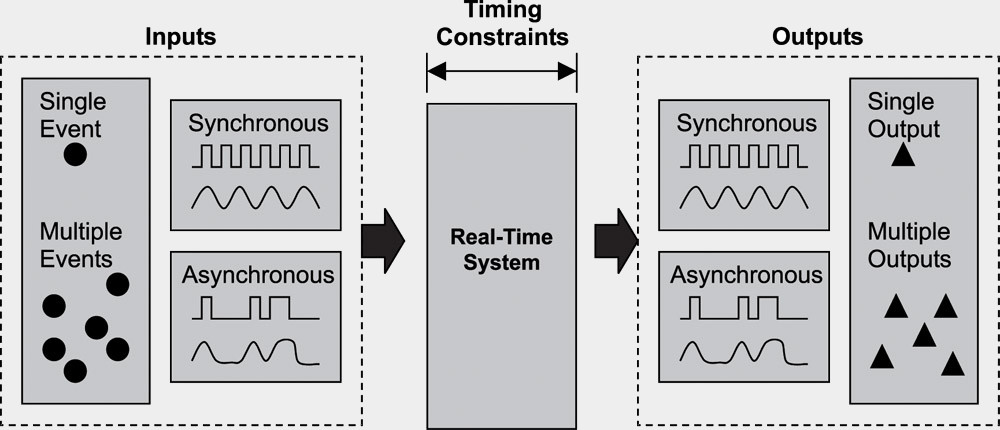 Inputs
Single
Event
Multiple
Events
Synchronous
Asynchronous
Timing
Constraints
Real-Time
System
Outputs
Synchronous
Asynchronous
Single
Output
Multiple
Outputs